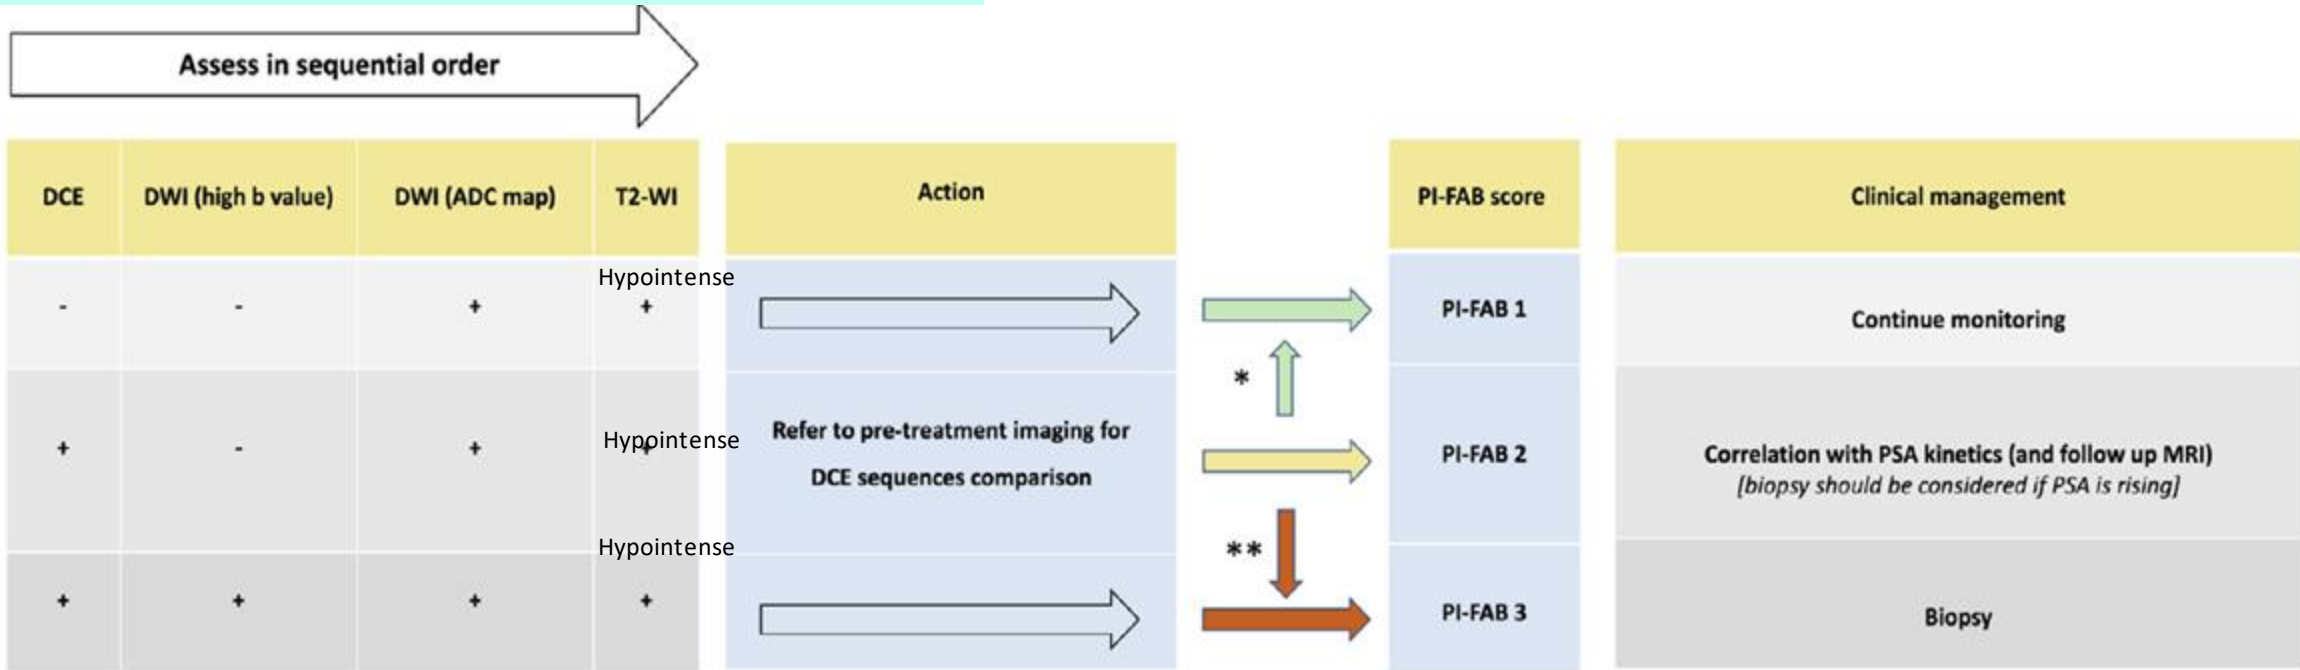 Assess in sequential order
DCE DWI (high b value) DWI (ADC map) T2-WI Action PI-FAB score Clinical management
Hypointense
- - + + PI-FAB 1 Continue monitoring
*
Hypointense
+ - + + Refer to pre-treatment imaging for
DCE sequences comparison
PI-FAB 2 Correlation with PSA kinetics (and follow up MRI)
[biopsy should be considered if PSA is rising]
Hypointense
**
+ + + + PI-FAB 3 Biopsy